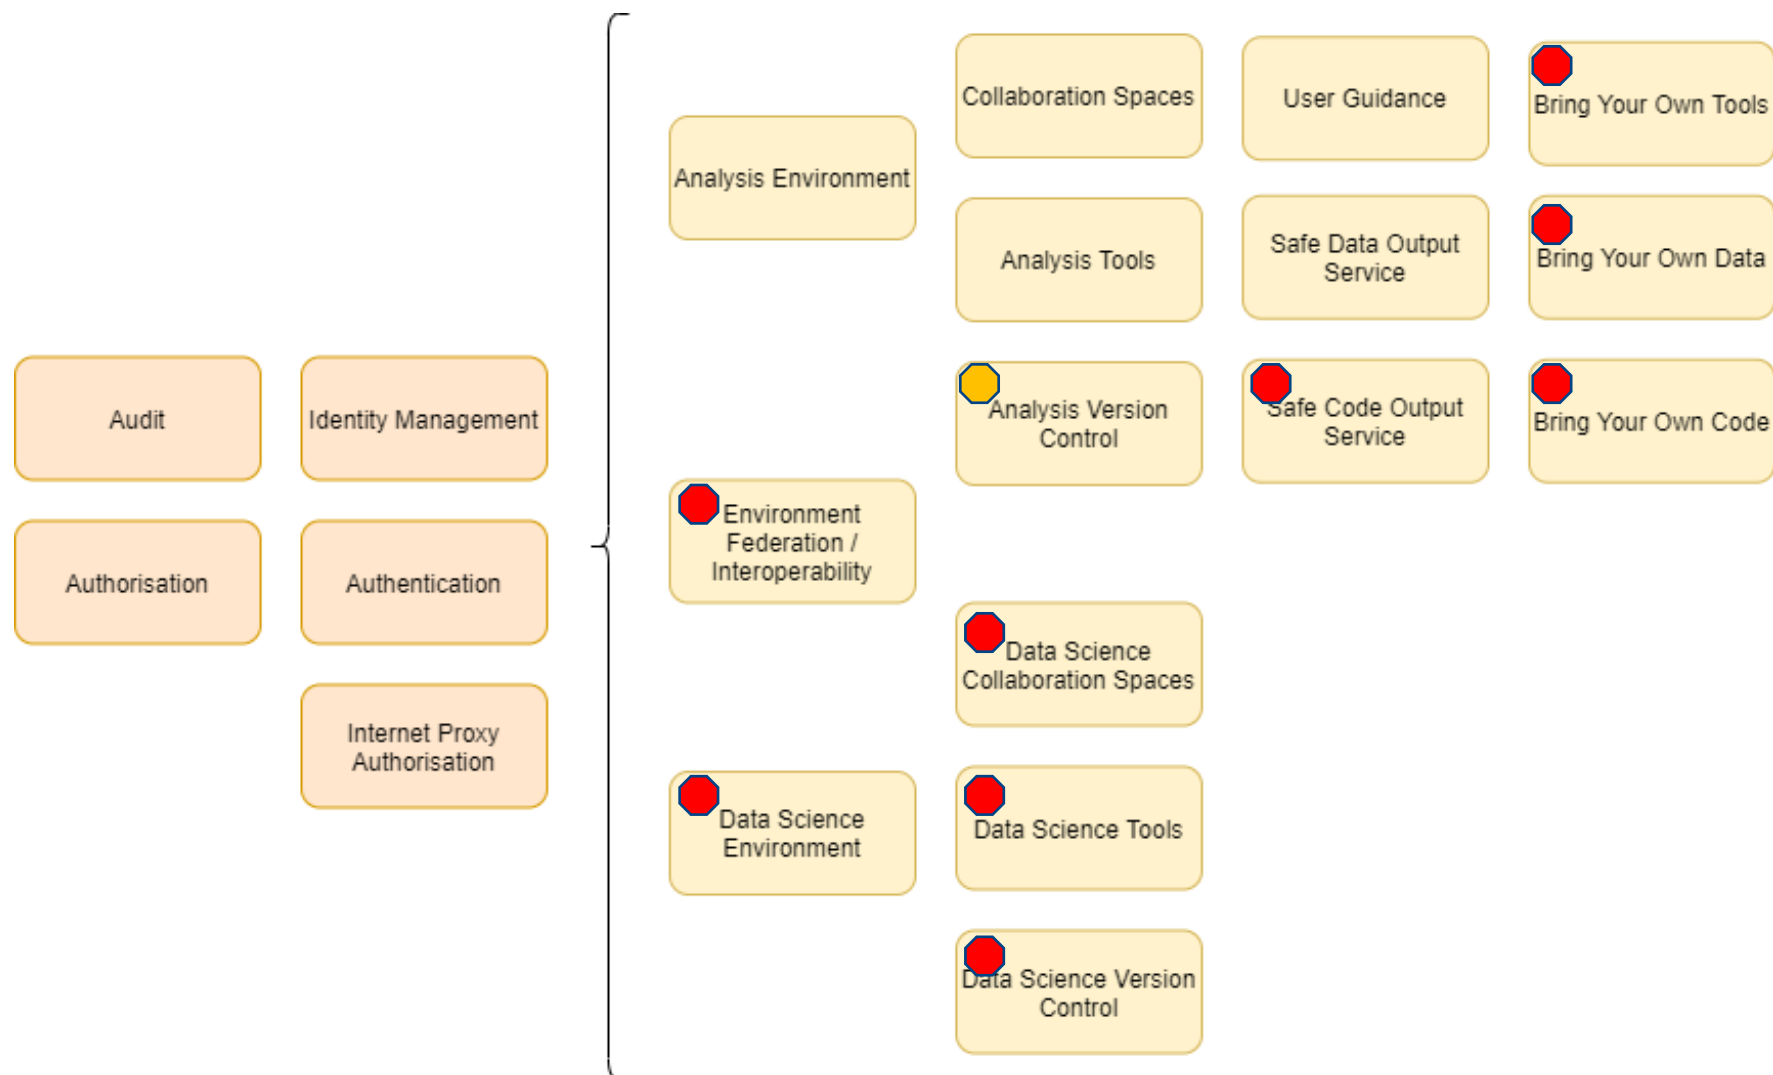 Audit
Identity Management
Authorisation
Authentication
Internet Proxy
Authorisation
Analysis Environment
Environment
Federation /
Interoperability
Data Science
Environment
Collaboration Spaces
User Guidance
Bring Your Own Tools
Analysis Tools
Safe Data Output
Service
Bring Your Own Data
Analysis Version
Control
Safe Code Output
Service
Bring Your Own Code
Data Science
Collaboration Spaces
Data Science Tools
Data Science Version
Control